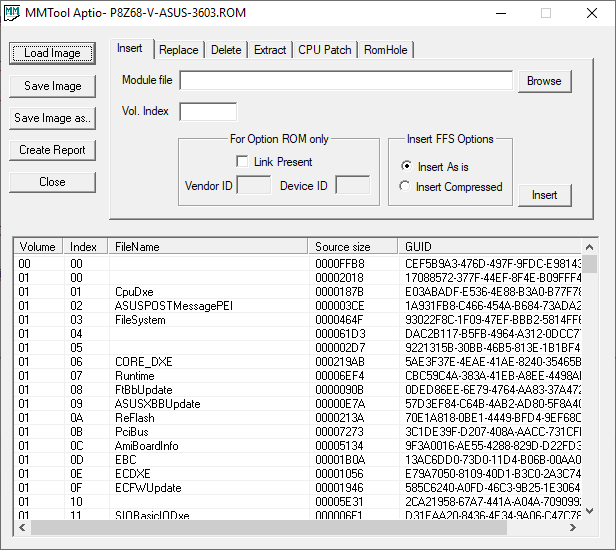 MMTool Aptio- P8Z68-V-ASUS-3603.ROM
Load Image
Save Image
Save Image as..
Create Report
Close
Insert Replace Delete Extract CPU Patch RomHole
Module file
Browse
Vol. Index
For Option ROM only
Link Present
Vendor ID Device ID
Insert FFS Options
Insert As is
Insert Compressed
Insert
Volume Index FileName Source size GUID
00 00 0000FFB8 CEF5B9A3-476D-497F-9FDC-E98143
01 00 00002018 17088572-377F-44EF-8F4E-B09FFF4
01 01 CpuDxe 0000187B E03ABADF-E536-4E88-B3A0-B77F78
01 02 ASUSPOSTMessagePEI 000003CE 1A931FB8-C466-454A-B684-73ADA2
01 03 FileSystem 0000464F 93022F8C-1F09-47EF-BBB2-5814FF6
01 04 000061D3 DAC2B117-B5FB-4964-A312-0DCC77
01 05 000002D7 9221315B-30BB-46B5-813E-1B1BF4
01 06 CORE_DXE 000219AB 5AE3F37E-4EAE-41AE-8240-35465B
01 07 Runtime 00006EF4 CBC59C4A-383A-41EB-A8EE-4498AE
01 08 FtBbUpdate 0000090B 0DED86EE-6E79-4764-AA83-37A472
01 09 ASUSXBBUpdate 00000E7A 57D3EF84-C64B-4AB2-AD80-5F8A40
01 0A ReFlash 0000213A 70E1A818-0BE1-4449-BFD4-9EF68C
01 0B PciBus 00007273 3C1DE39F-D207-408A-AACC-731CFB
01 0C AmiBoardInfo 00005134 9F3A0016-AE55-4288-829D-D22FD3
01 0D EBC 00001B0A 13AC6DD0-73D0-11D4-B06B-00AA0
01 0E ECDXE 00001056 E79A7050-8109-40D1-B3C0-2A3C74
01 0F ECFWUpdate 00001946 585C6240-A0FD-46C3-9B25-1E3064
01 10 00005E31 2CA21958-67A7-441A-A04A-7090992
01 11 SIOBasicIODxe 000006F1 D31EAA20-8436-4F34-9A06-C47C78